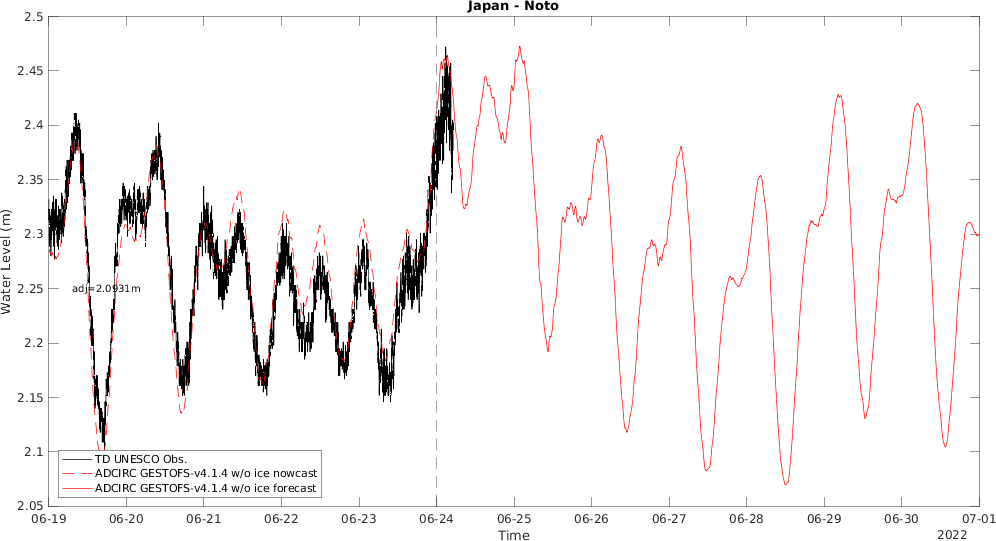 Japan - Noto
2.5
2.45
2.4
2.35
2.3
2.25
2.2
2.15
2.1
2.05
Water Level (m)
adj=2.0931m
TD UNESCO Obs.
ADCIRC GESTOFS-v4.1.4 w/o ice nowcast
ADCIRC GESTOFS-v4.1.4 w/o ice forecast
06-19 06-20 06-21 06-22 06-23 06-24 06-25 06-26 06-27 06-28 06-29 06-30 07-01
Time
2022